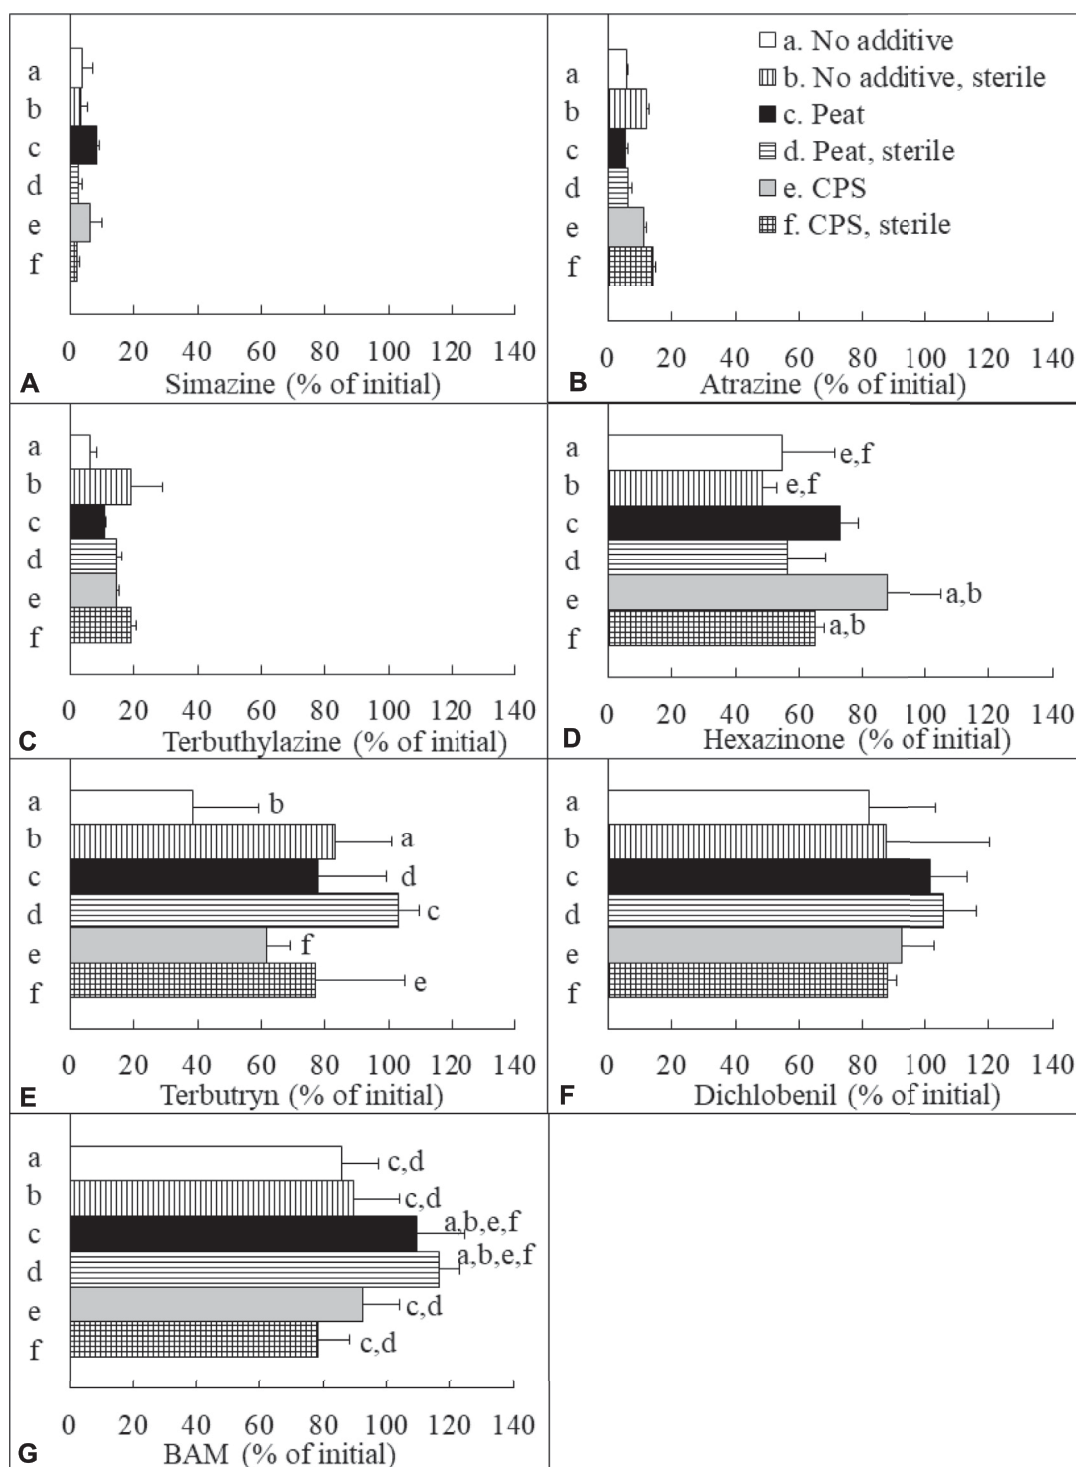 a
b
c
d
e
f
0 20 40 60 80 100 120 140
A
Simazine (% of initial)
a. No additive
b. No additive, sterile
c. Peat
d. Peat, sterile
e. CPS
f. CPS, sterile
a
b
c
d
e
f
0 20 40 60 80 100 120 140
B
Atrazine (% of initial)
a
b
c
d
e
f
0 20 40 60 80 100 120 140
C
Terbuthylazine (% of initial)
a e,f
b e,f
c
d
e a,b
f a,b
0 20 40 60 80 100 120 140
D
Hexazinone (% of initial)
a b
b a
c d
d c
e f
f e
0 20 40 60 80 100 120 140
E
Terbutryn (% of initial)
a
b
c
d
e
f
0 20 40 60 80 100 120 140
F
Dichlobenil (% of initial)
a c,d
b c,d
c a,b,e,f
d a,b,e,f
e c,d
f c,d
0 20 40 60 80 100 120 140
G
BAM (% of initial)